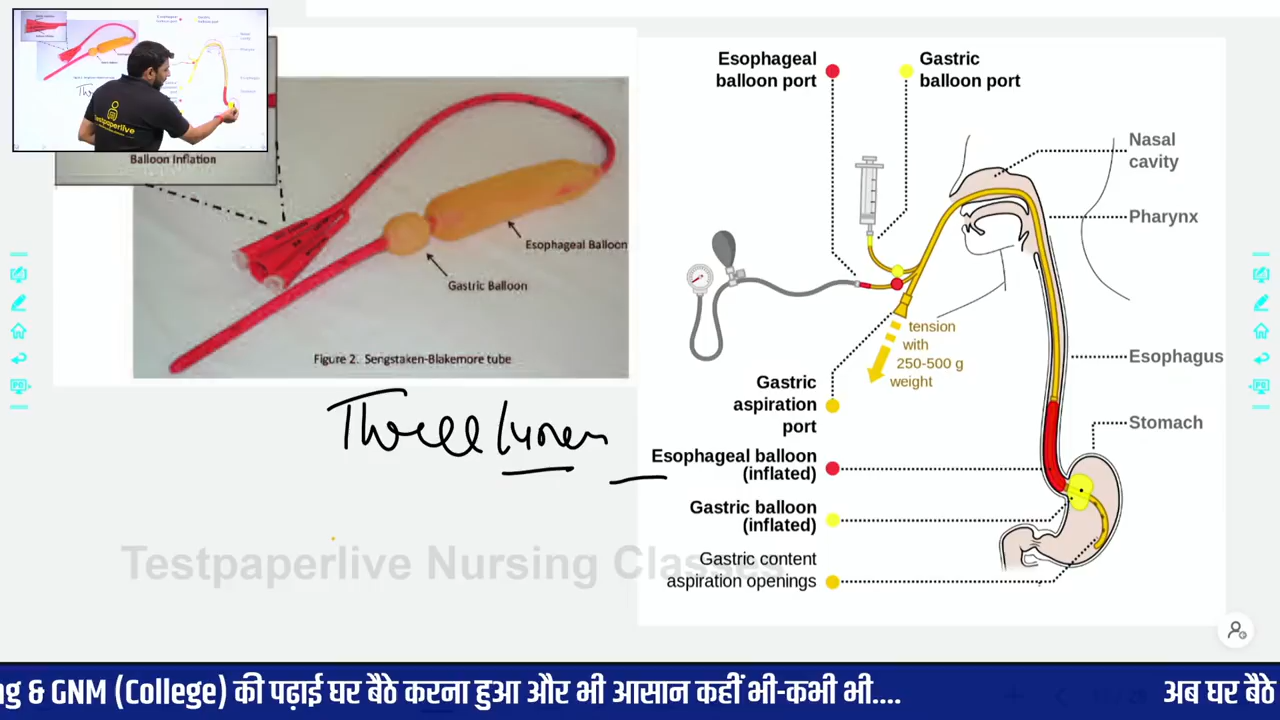 Testpaperlive
Balloon Inflation
Esophageal Balloon
Gastric Balloon
Figure 2. Sengstaken-Blakemore tube
Three lumen
Esophageal
balloon port
Gastric
balloon port
Nasal
cavity
Pharynx
tension
with
250-500 g
weight
Esophagus
Gastric
aspiration
port
Stomach
Esophageal balloon
(inflated)
Gastric balloon
(inflated)
Gastric content
aspiration openings
Testpaperlive Nursing Classes
ng & GNM (College) की पढ़ाई घर बैठे करना हुआ और भी आसान कहीं भी-कभी भी.... अब घर बैठे